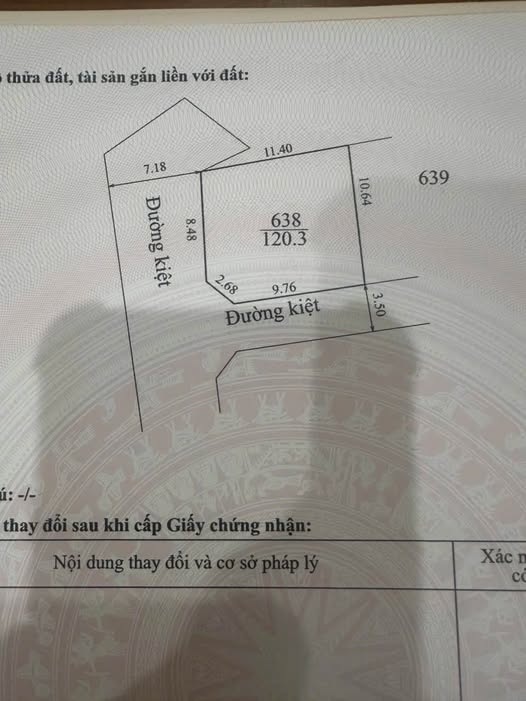 thửa đất, tài sản gắn liền với đất:
11.40
7.18
10.64
639
Đường kiệt
8.48
638
120.3
2.68
9.76
Đường kiệt
3.50
ú: -/-
thay đổi sau khi cấp Giấy chứng nhận:
Nội dung thay đổi và cơ sở pháp lý
Xác n
có